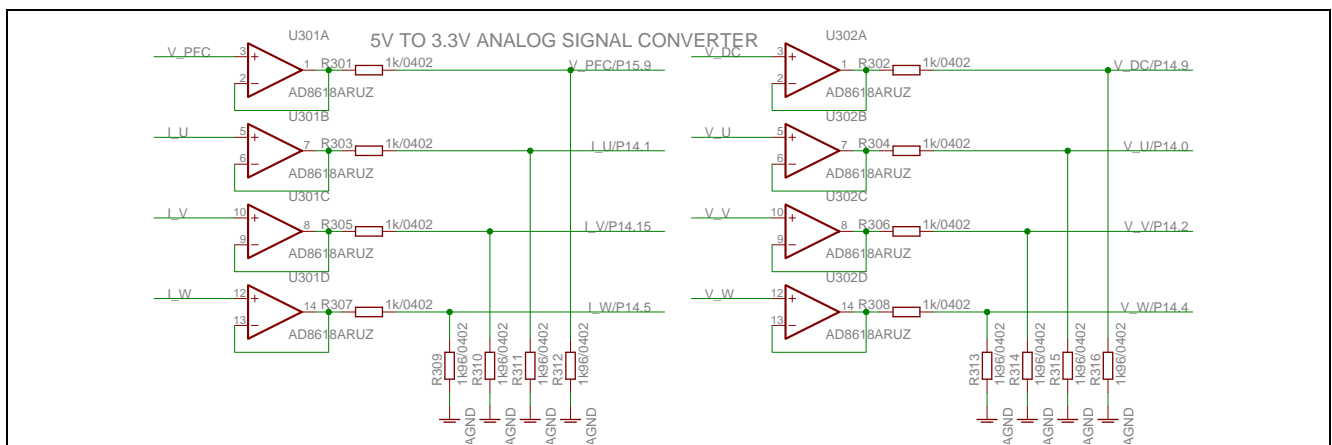 5V TO 3.3V ANALOG SIGNAL CONVERTER
U301A
V_PFC
3
2
1
R301
1k/0402
V_PFC/P15.9
AD8618ARUZ
U301B
I_U
5
6
7
R303
1k/0402
I_U/P14.1
AD8618ARUZ
U301C
I_V
10
9
8
R305
1k/0402
I_V/P14.15
AD8618ARUZ
U301D
I_W
12
13
14
R307
1k/0402
I_W/P14.5
AD8618ARUZ
R309
1k96/0402
R310
1k96/0402
R311
1k96/0402
R312
1k96/0402
AGND
AGND
AGND
AGND
U302A
V_DC
3
2
1
R302
1k/0402
V_DC/P14.9
AD8618ARUZ
U302B
V_U
5
6
7
R304
1k/0402
V_U/P14.0
AD8618ARUZ
U302C
V_V
10
9
8
R306
1k/0402
V_V/P14.2
AD8618ARUZ
U302D
V_W
12
13
14
R308
1k/0402
V_W/P14.4
AD8618ARUZ
R313
1k96/0402
R314
1k96/0402
R315
1k96/0402
R316
1k96/0402
AGND
AGND
AGND
AGND